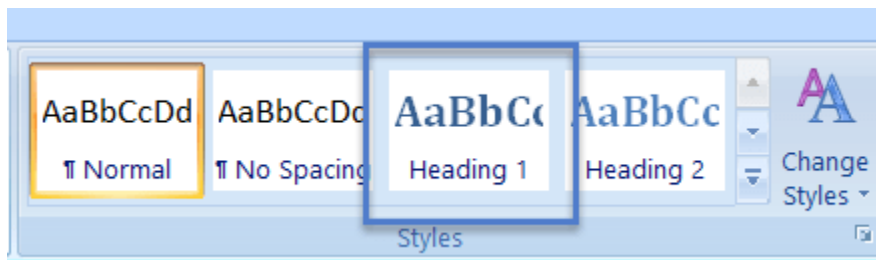 AaBbCcDd AaBbCcDc AaBbCc AaBbCc
¶ Normal ¶ No Spacing Heading 1 Heading 2 Change
Styles
Styles